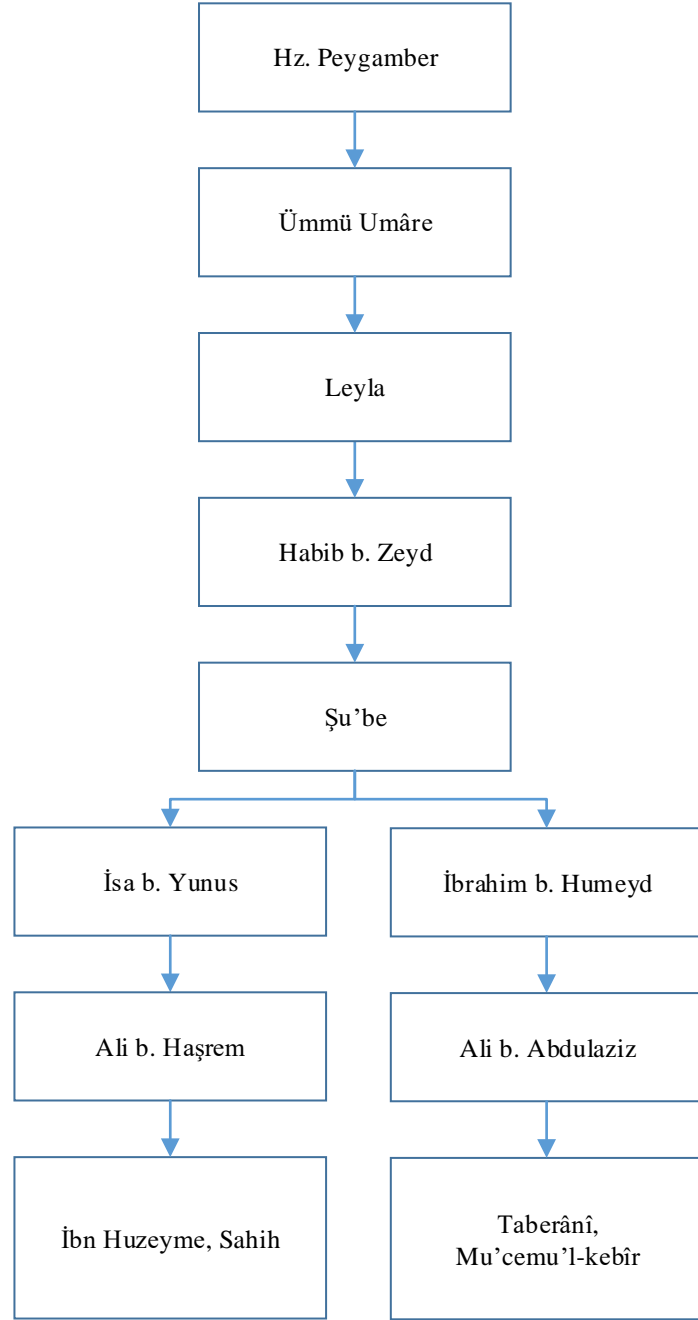 Hz. Peygamber
Ümmü Umâre
Leyla
Habib b. Zeyd
Şu’be
İsa b. Yunus
İbrahim b. Humeyd
Ali b. Haşrem
Ali b. Abdulaziz
İbn Huzeyme, Sahih
Taberânî,
Mu’cemu’l-kebîr